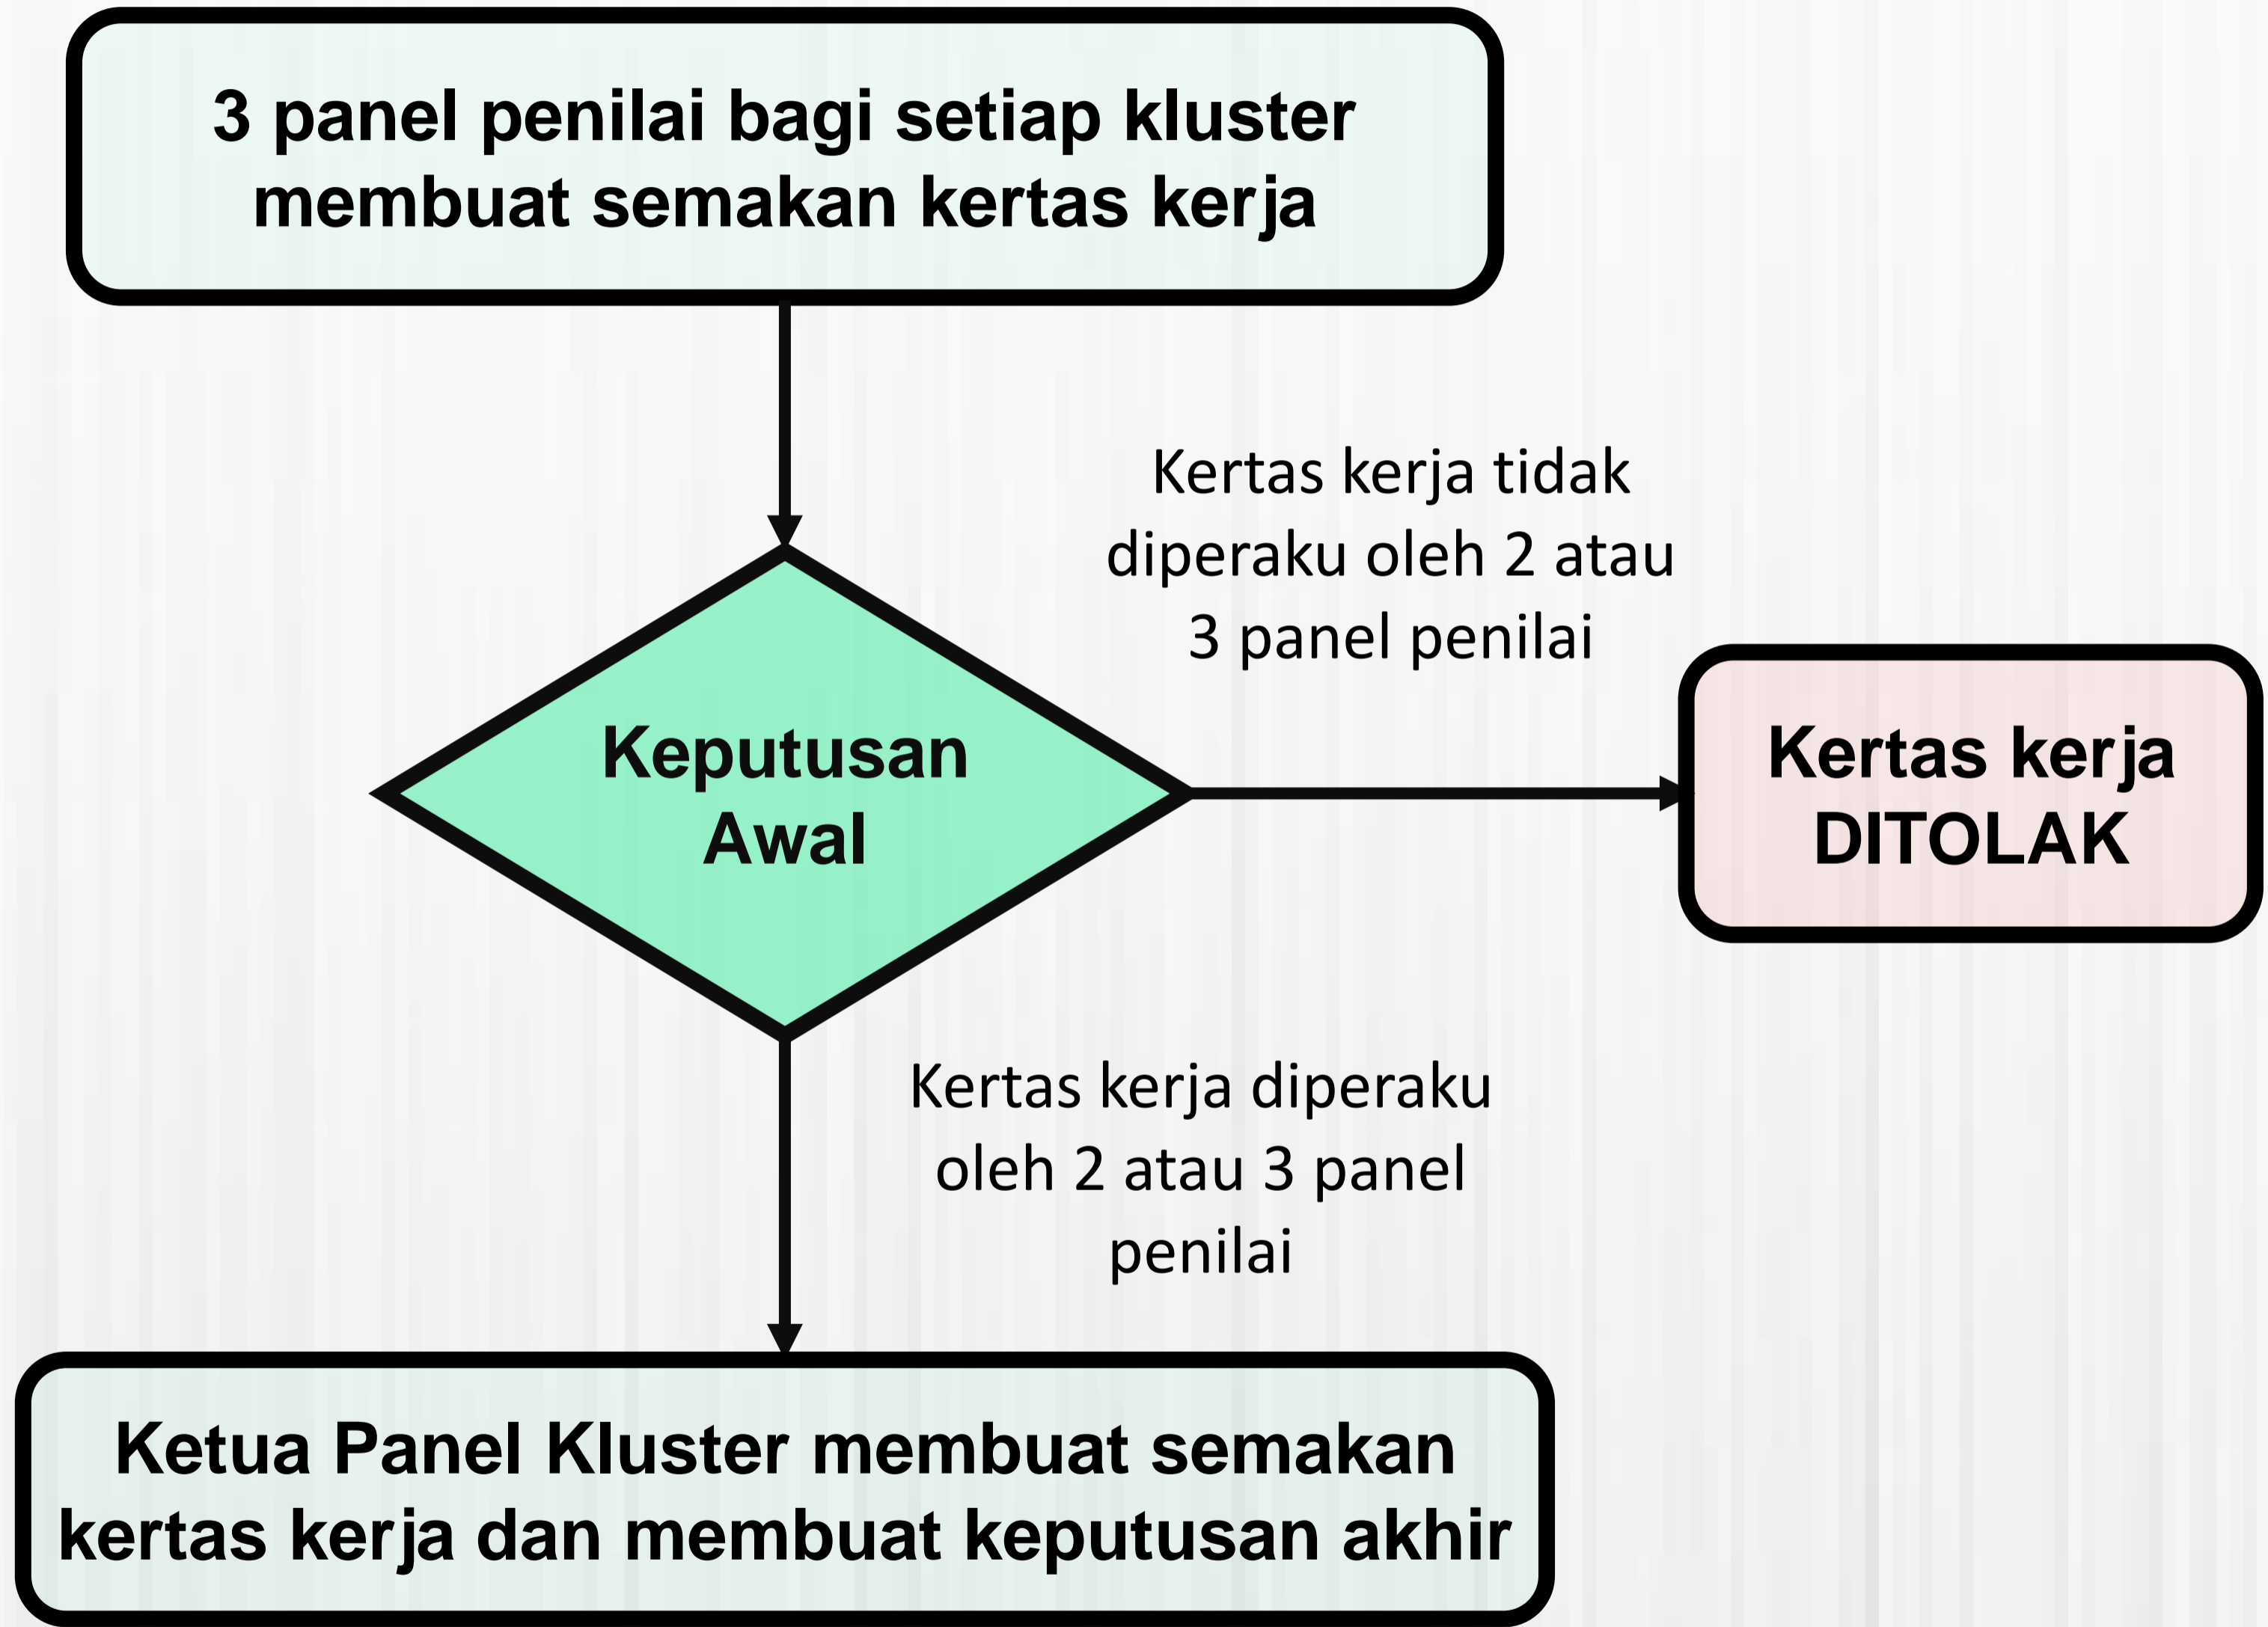 3 panel penilai bagi setiap kluster
membuat semakan kertas kerja
Kertas kerja tidak
diperaku oleh 2 atau
3 panel penilai
Keputusan
Awal
Kertas kerja
DITOLAK
Kertas kerja diperaku
oleh 2 atau 3 panel
penilai
Ketua Panel Kluster membuat semakan
kertas kerja dan membuat keputusan akhir